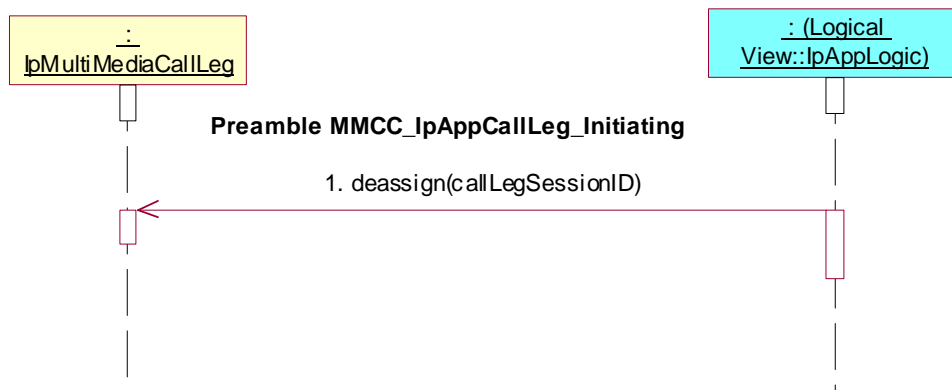 :
IpMultiMediaCallLeg
: (Logical
View::IpAppLogic)
Preamble MMCC_IpAppCallLeg_Initiating
1. deassign(callLegSessionID)